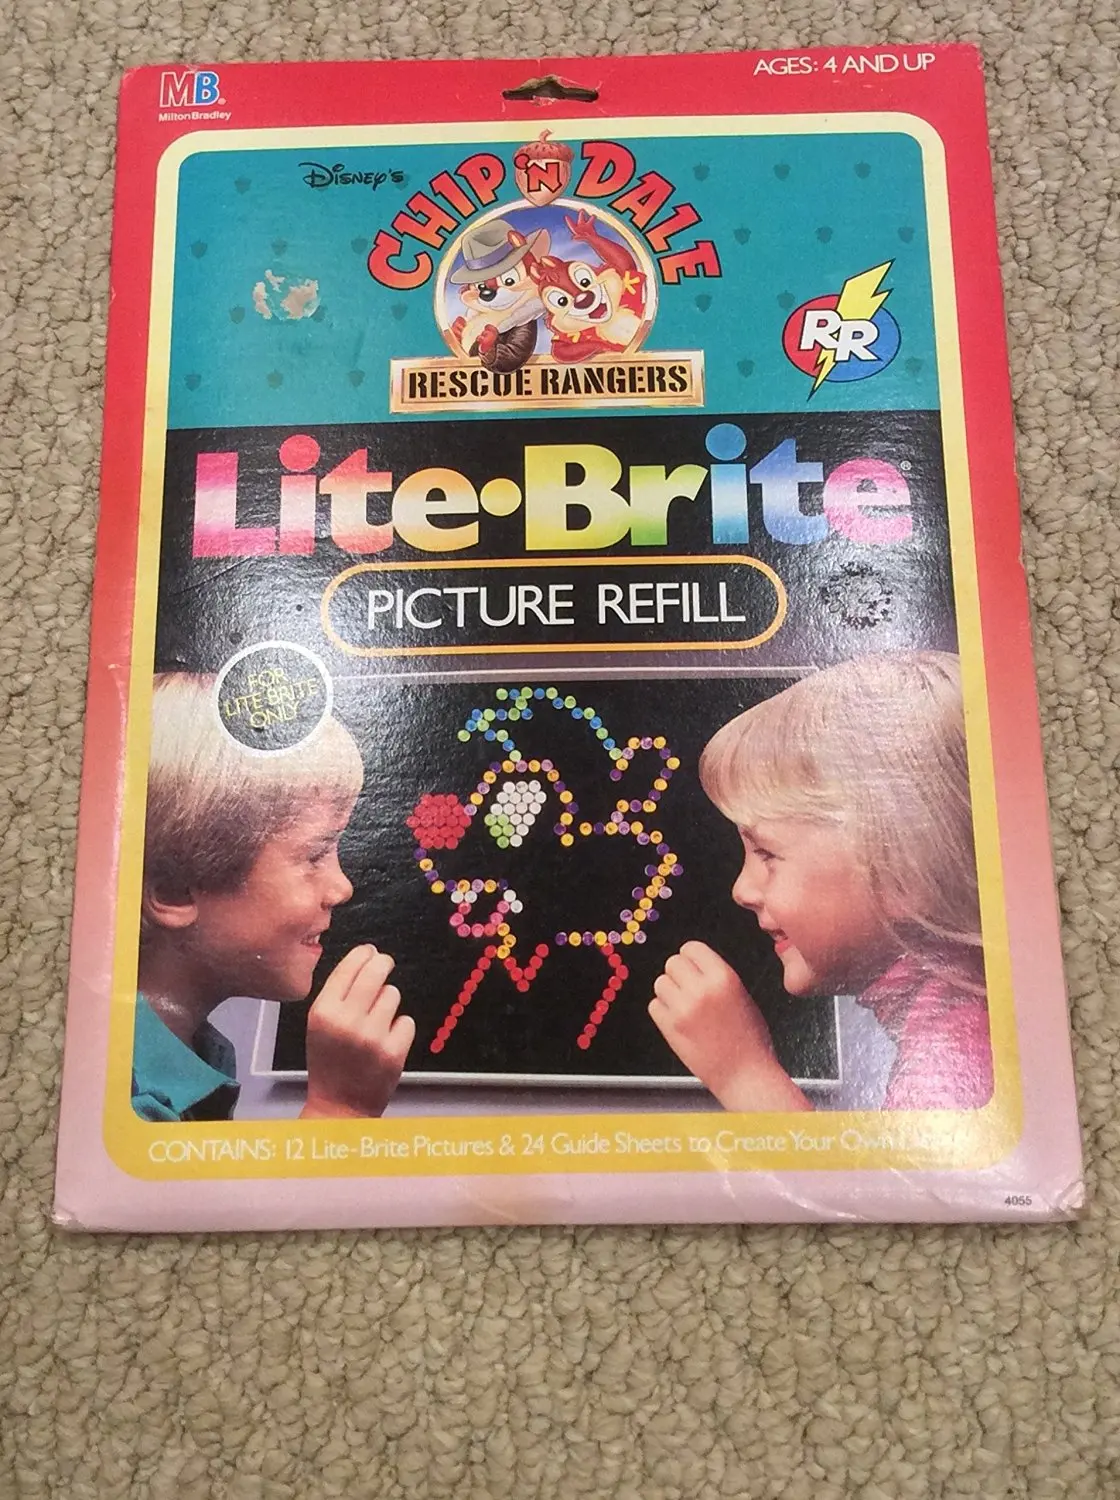 MB®
Milton Bradley
AGES: 4 AND UP
Disney's
CHIP 'N DALE
RESCUE RANGERS
RR
Lite•Brite®
PICTURE REFILL
FOR
LITE-BRITE
ONLY
CONTAINS: 12 Lite-Brite Pictures & 24 Guide Sheets to Create Your Own
4055